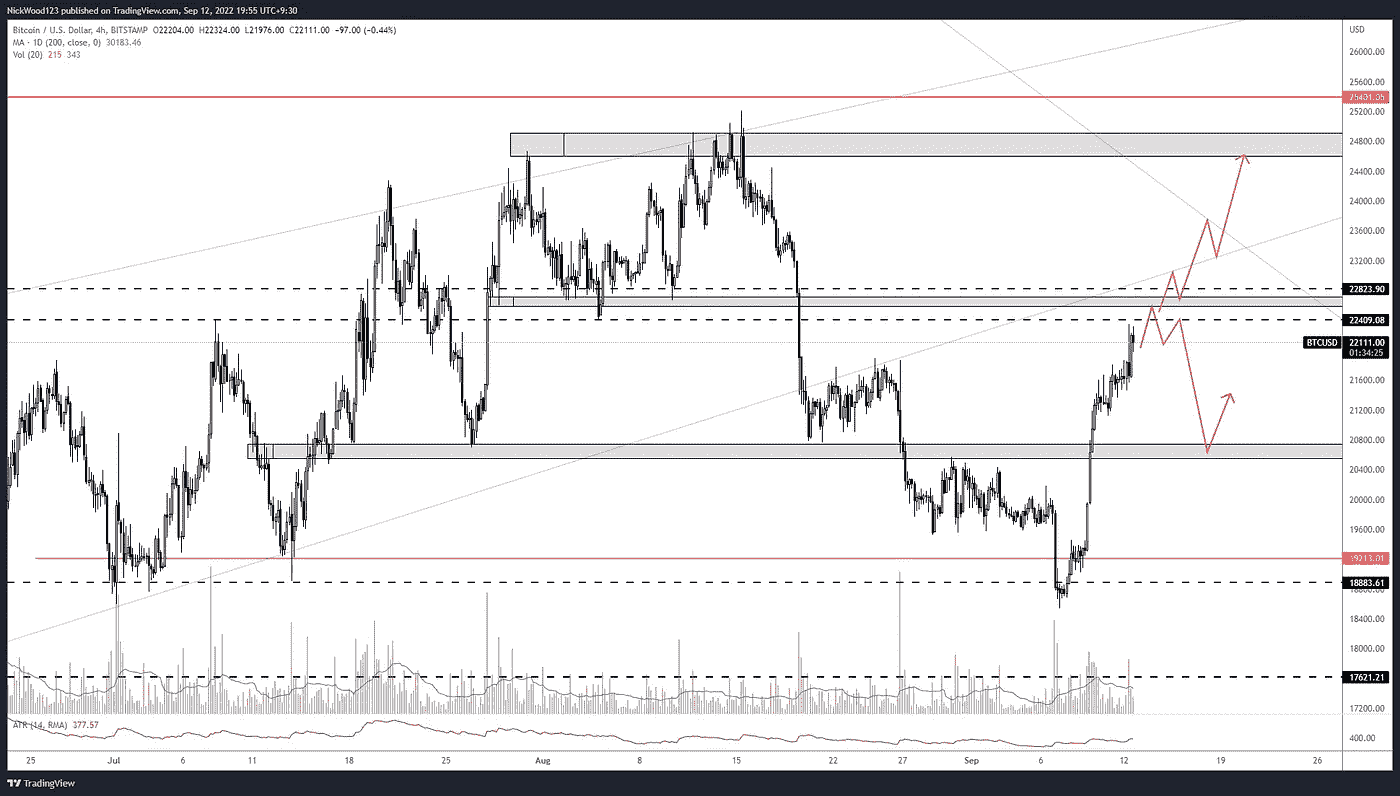 NickWood123 published on TradingView.com, Sep 12, 2022 19:55 UTC+9:30
Bitcoin / U.S. Dollar, 4h, BITSTAMP O22204.00 H22324.00 L21976.00 C22111.00 −97.00 (−0.44%)
MA - 1D (200, close, 0) 30183.46
Vol (20) 215 343
USD
26000.00
25600.00
25200.00
24800.00
24400.00
24000.00
23600.00
23200.00
22823.90
22409.08
BTCUSD 22111.00
01:34:25
21600.00
21200.00
20800.00
20400.00
20000.00
19600.00
19213.01
18883.61
18400.00
18000.00
17621.21
17200.00
ATR (14, RMA) 377.57
400.00
25 Jul 6 11 18 25 Aug 8 15 22 27 Sep 6 12 19 26
TradingView